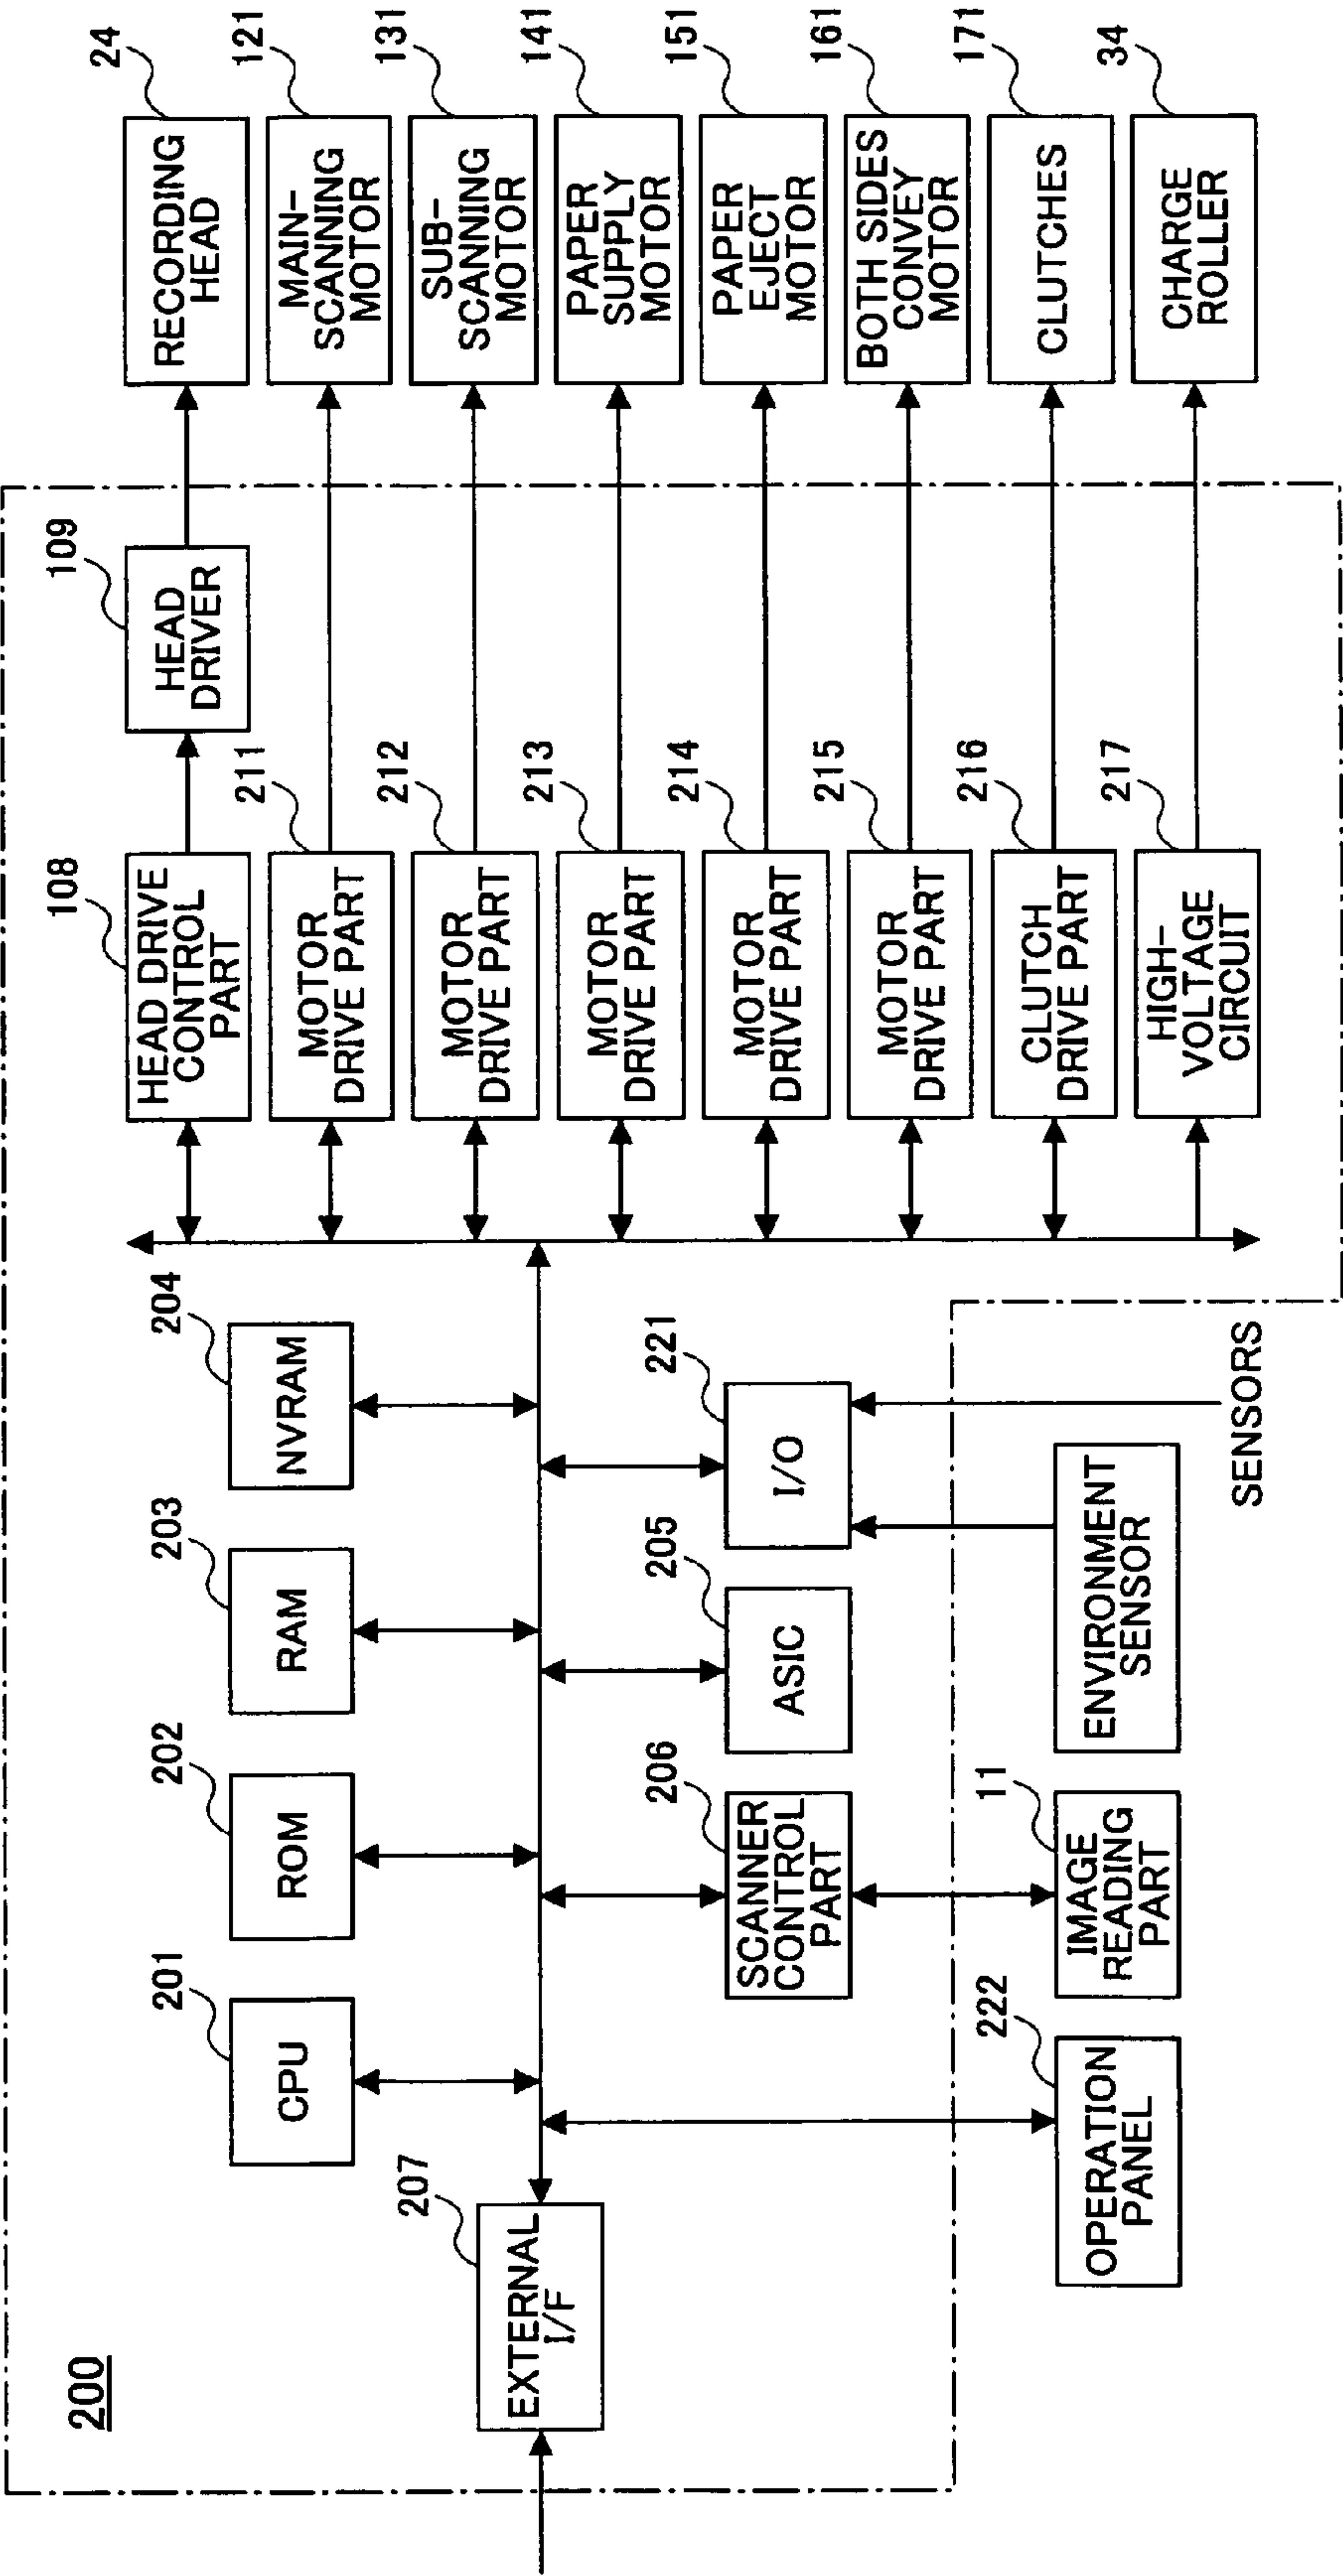 200
207
EXTERNAL
I/F
201
CPU
202
ROM
203
RAM
204
NVRAM
206
SCANNER
CONTROL
PART
205
ASIC
221
I/O
222
OPERATION
PANEL
11
IMAGE
READING
PART
ENVIRONMENT
SENSOR
SENSORS
108
HEAD DRIVE
CONTROL
PART
109
HEAD
DRIVER
24
RECORDING
HEAD
211
MOTOR
DRIVE PART
121
MAIN-
SCANNING
MOTOR
212
MOTOR
DRIVE PART
131
SUB-
SCANNING
MOTOR
213
MOTOR
DRIVE PART
141
PAPER
SUPPLY
MOTOR
214
MOTOR
DRIVE PART
151
PAPER
EJECT
MOTOR
215
MOTOR
DRIVE PART
161
BOTH SIDES
CONVEY
MOTOR
216
CLUTCH
DRIVE PART
171
CLUTCHES
217
HIGH-
VOLTAGE
CIRCUIT
34
CHARGE
ROLLER